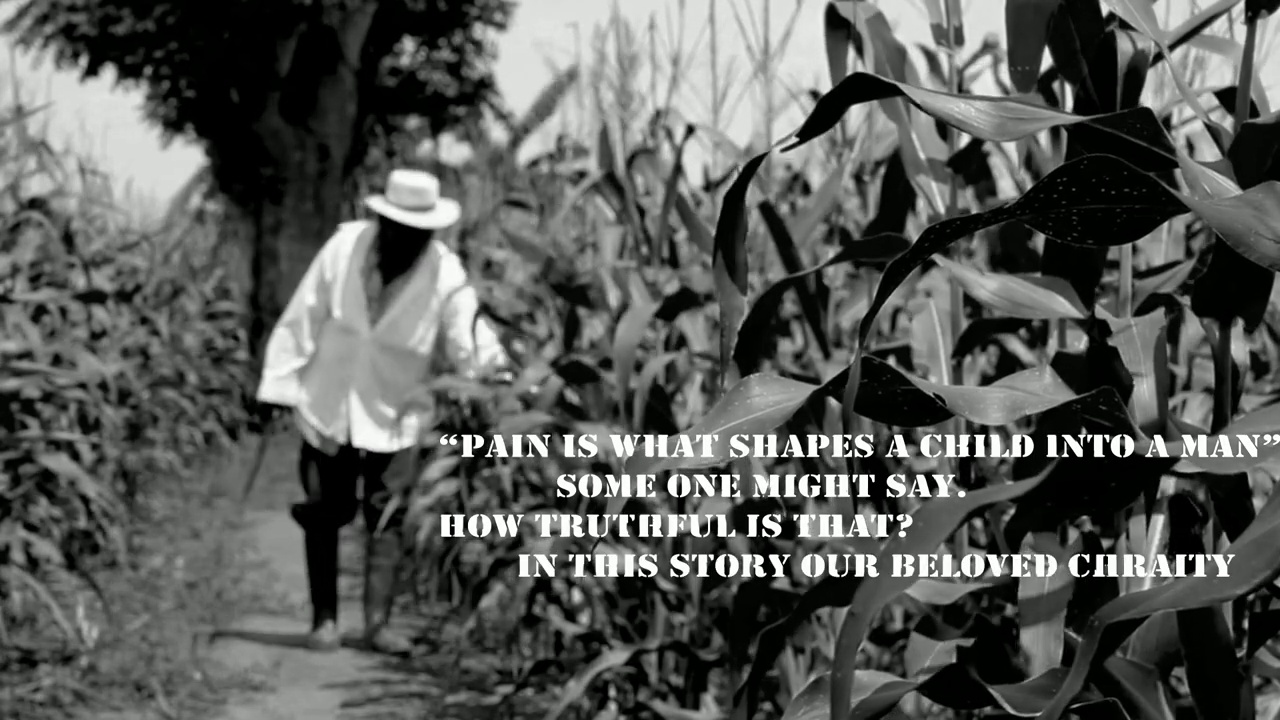 “PAIN IS WHAT SHAPES A CHILD INTO A MAN”
SOME ONE MIGHT SAY.
HOW TRUTHFUL IS THAT?
IN THIS STORY OUR BELOVED CHRAITY